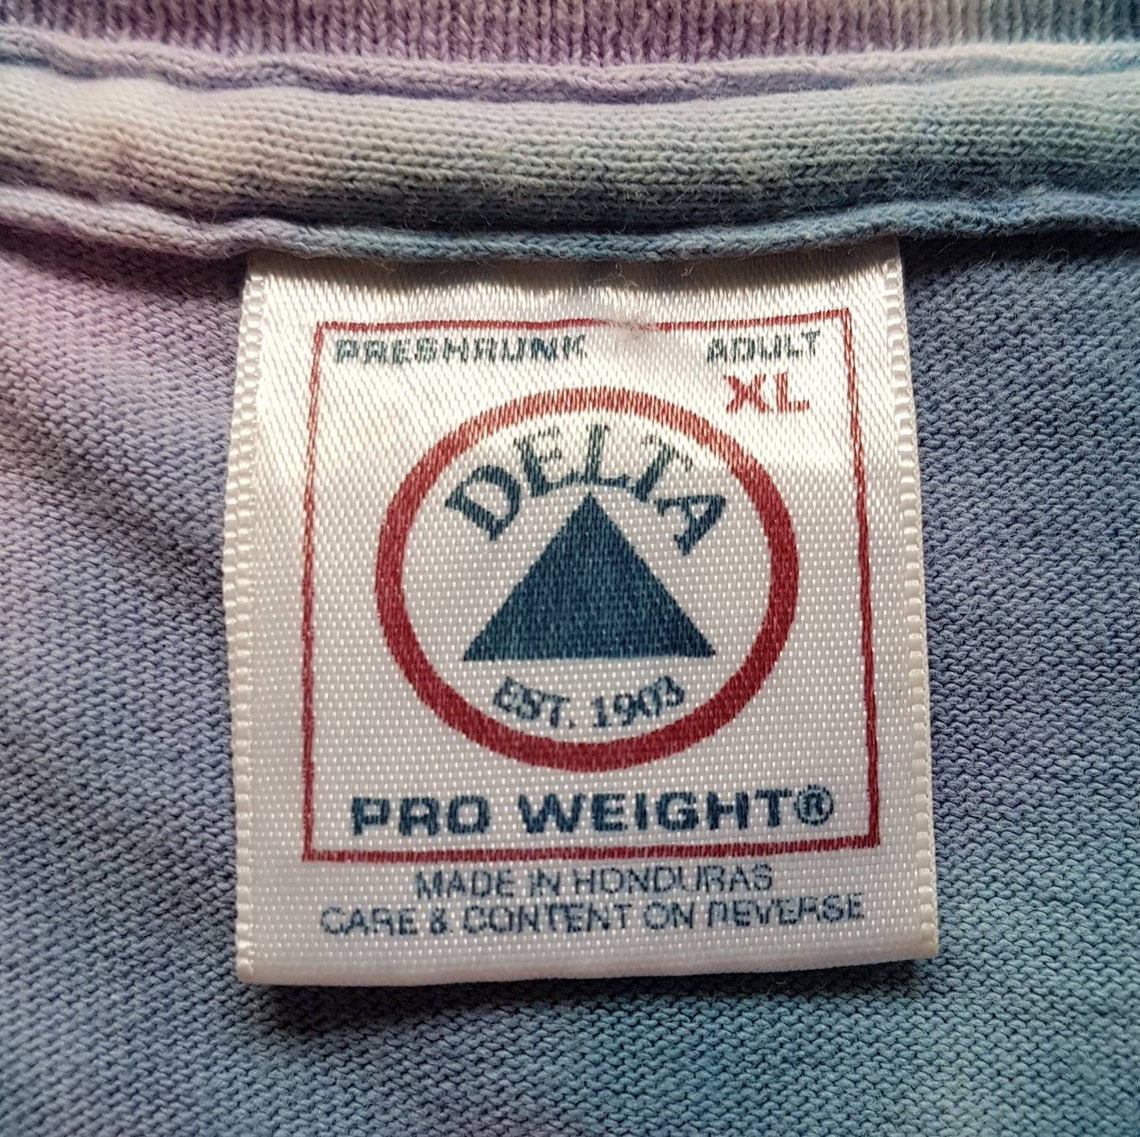 PRESHRUNK ADULT
XL
DELTA
EST. 1903
PRO WEIGHT®
MADE IN HONDURAS
CARE & CONTENT ON REVERSE